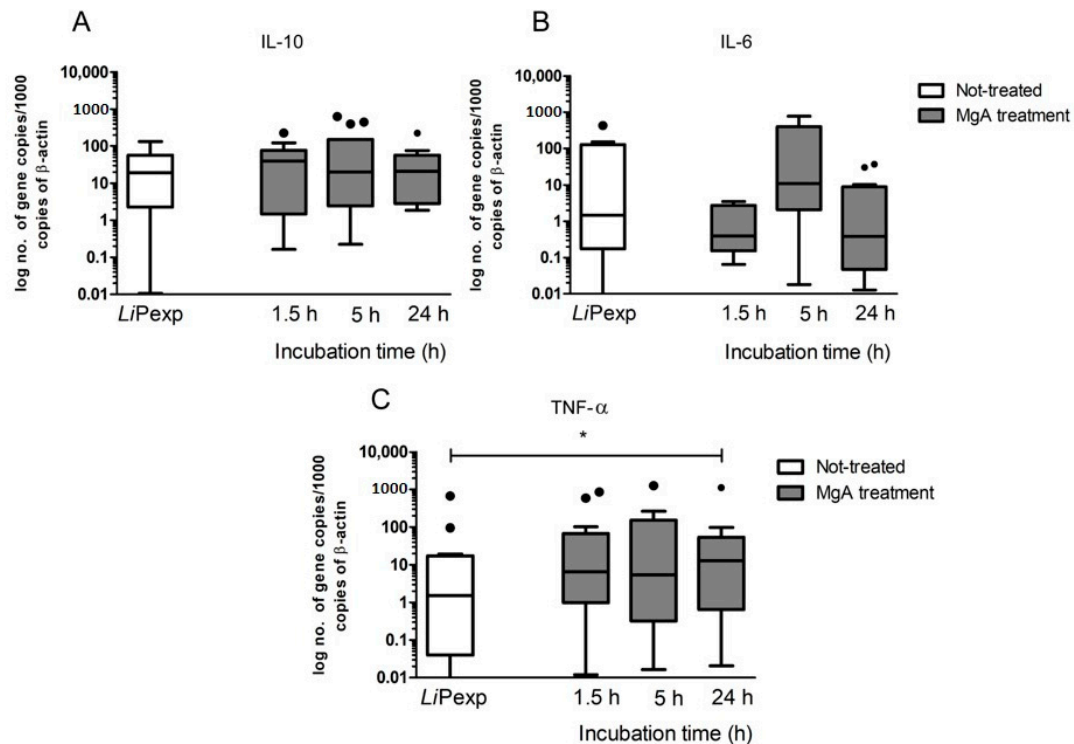 A
IL-10
log no. of gene copies/1000
copies of β-actin
10,000
1000
100
10
1
0.1
0.01
LiPexp
1.5 h
5 h
24 h
Incubation time (h)
B
IL-6
log no. of gene copies/1000
copies of β-actin
10,000
1000
100
10
1
0.1
0.01
LiPexp
1.5 h
5 h
24 h
Incubation time (h)
Not-treated
MgA treatment
C
TNF-α
*
log no. of gene copies/1000
copies of β-actin
10,000
1000
100
10
1
0.1
0.01
LiPexp
1.5 h
5 h
24 h
Incubation time (h)
Not-treated
MgA treatment